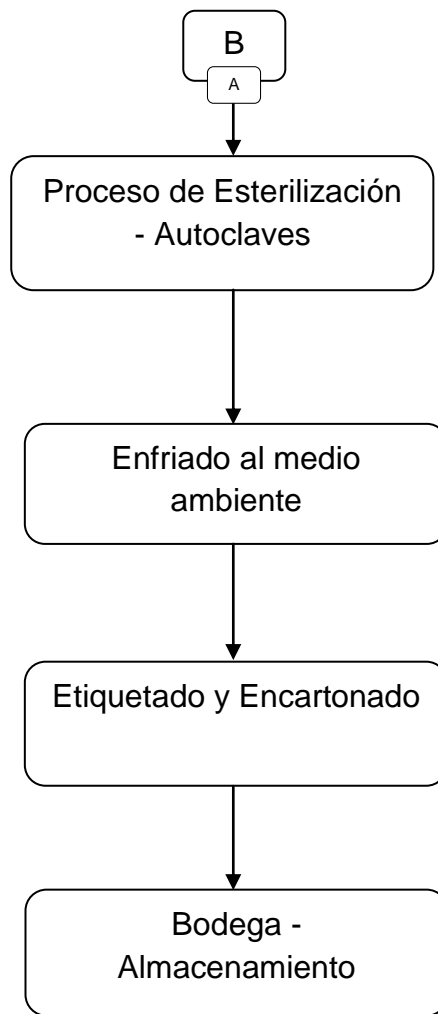 B
A
Proceso de Esterilización
- Autoclaves
Enfriado al medio
ambiente
Etiquetado y Encartonado
Bodega -
Almacenamiento